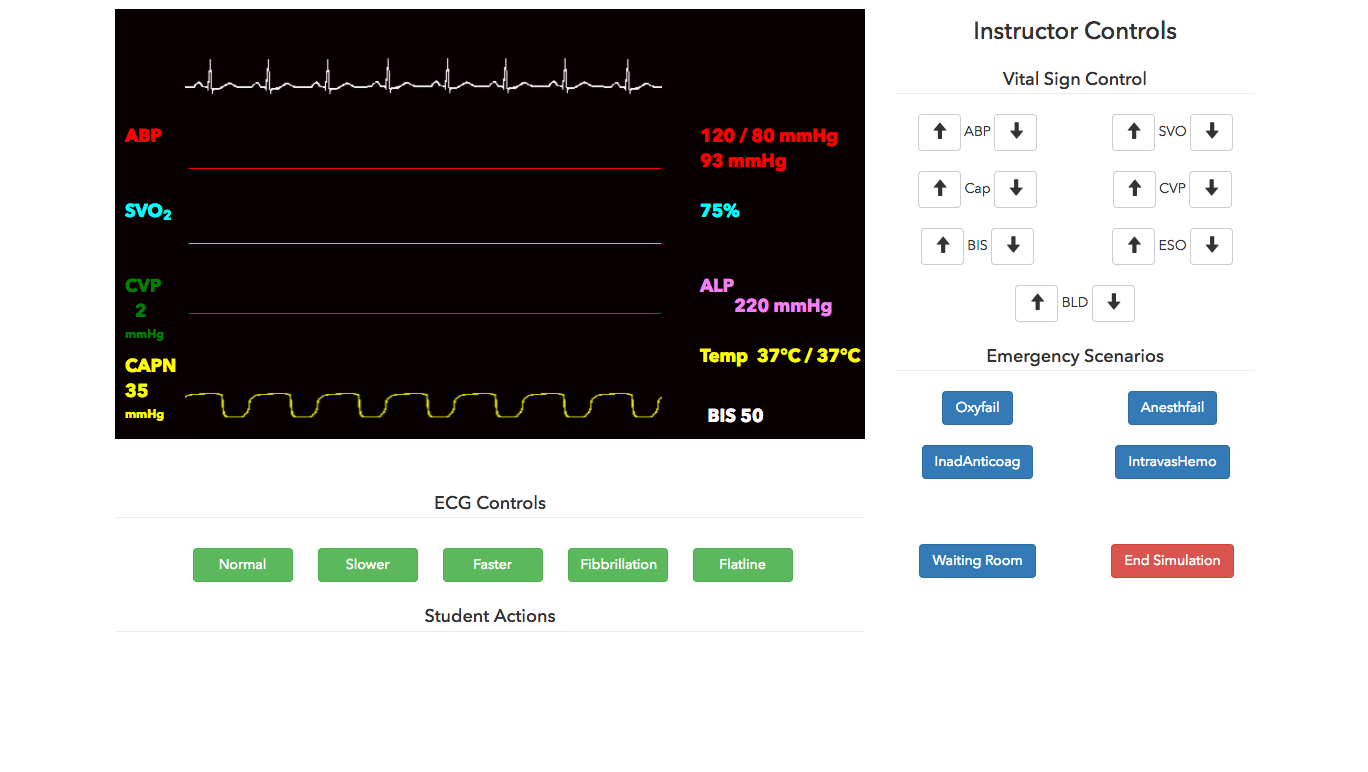 ABP
120 / 80 mmHg
93 mmHg
SVO2
75%
CVP
2
mmHg
ALP
220 mmHg
CAPN
35
mmHg
Temp 37°C / 37°C
BIS 50
ECG Controls
Normal
Slower
Faster
Fibbrillation
Flatline
Student Actions
Instructor Controls
Vital Sign Control
ABP
SVO
Cap
CVP
BIS
ESO
BLD
Emergency Scenarios
Oxyfail
Anesthfail
InadAnticoag
IntravasHemo
Waiting Room
End Simulation